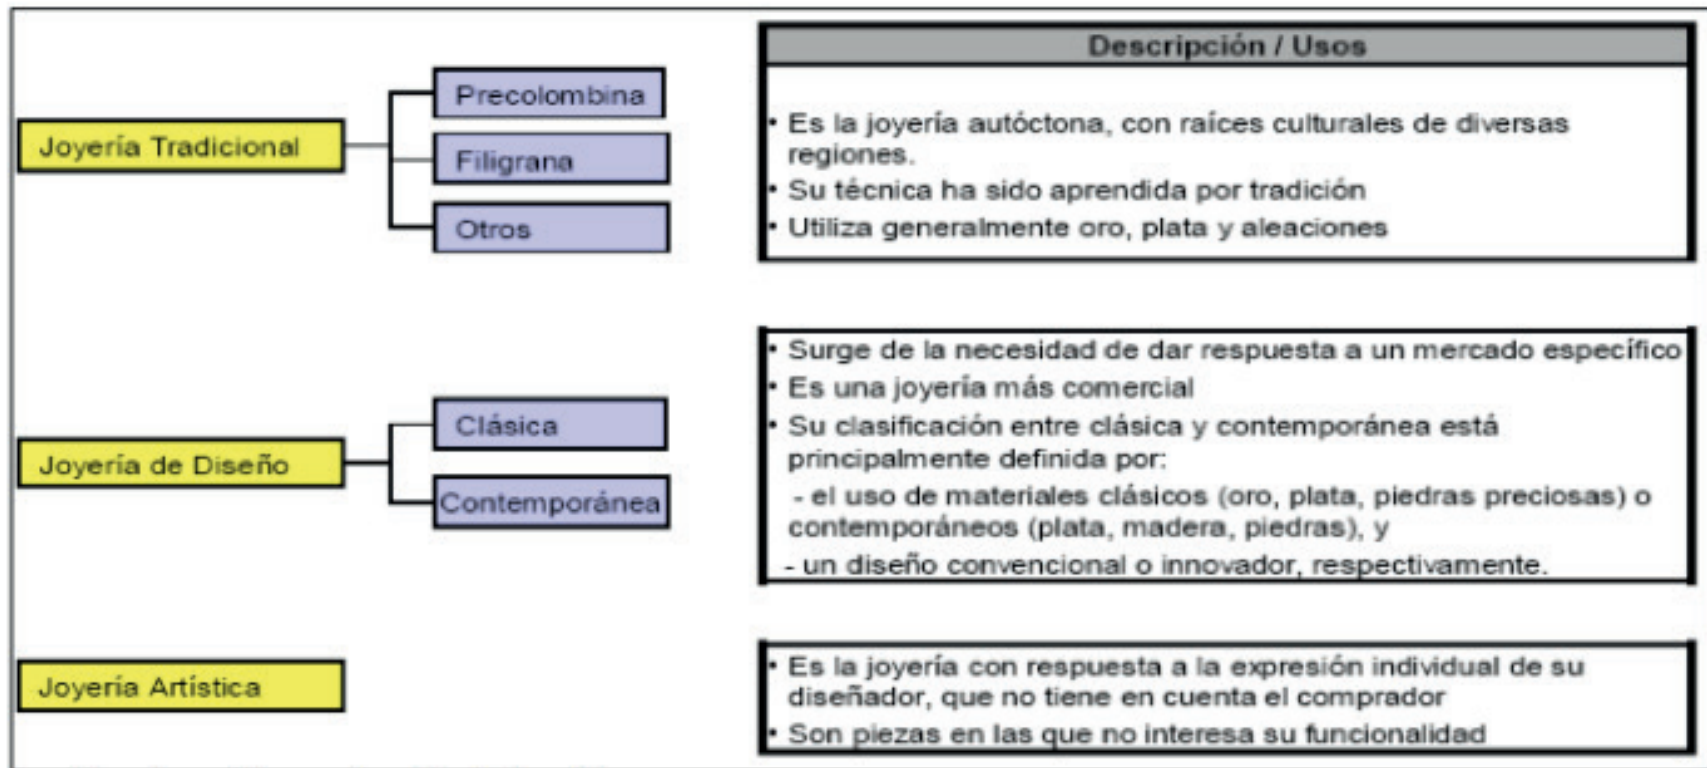 Descripción / Usos
Joyería Tradicional
Precolombina
Filigrana
Otros
• Es la joyería autóctona, con raíces culturales de diversas
regiones.
• Su técnica ha sido aprendida por tradición
• Utiliza generalmente oro, plata y aleaciones
Joyería de Diseño
Clásica
Contemporánea
• Surge de la necesidad de dar respuesta a un mercado específico
• Es una joyería más comercial
• Su clasificación entre clásica y contemporánea está
principalmente definida por:
- el uso de materiales clásicos (oro, plata, piedras preciosas) o
contemporáneos (plata, madera, piedras), y
- un diseño convencional o innovador, respectivamente.
Joyería Artística
• Es la joyería con respuesta a la expresión individual de su
diseñador, que no tiene en cuenta el comprador
• Son piezas en las que no interesa su funcionalidad